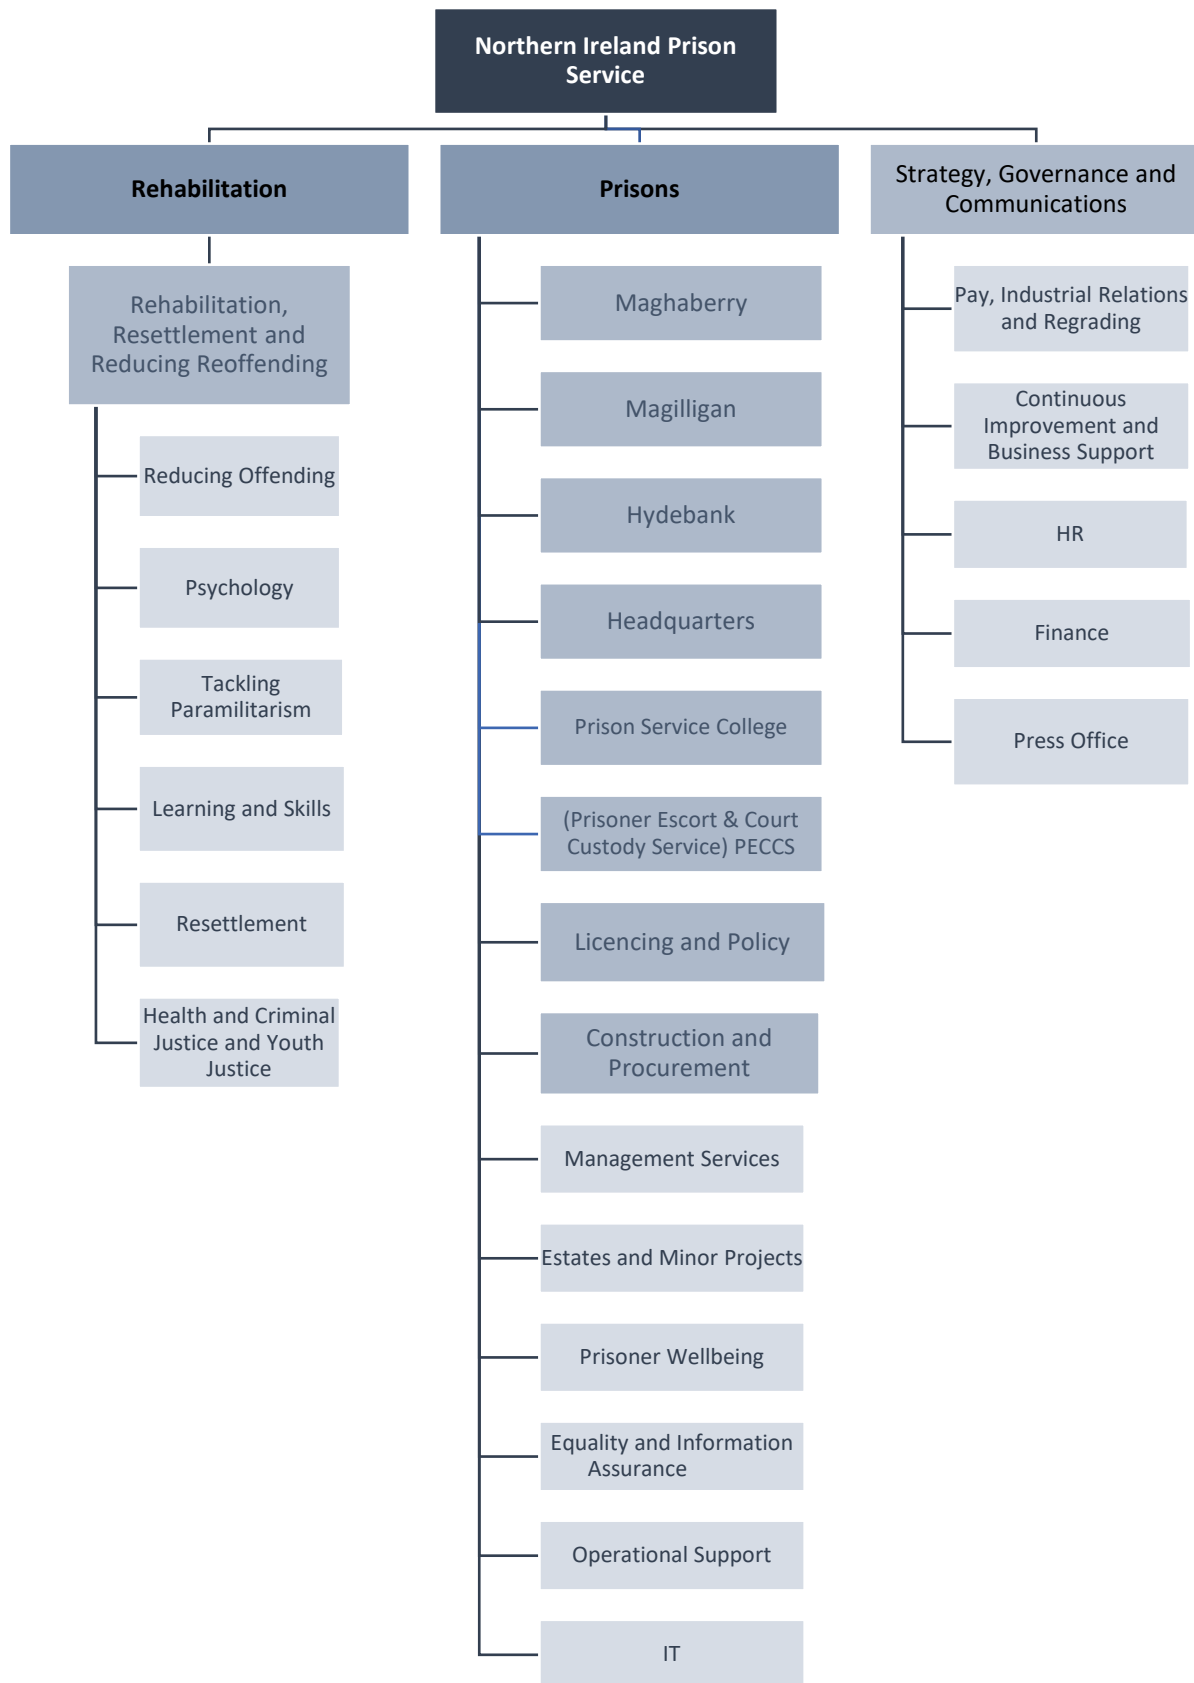 Northern Ireland Prison
Service
Rehabilitation
Rehabilitation,
Resettlement and
Reducing Reoffending
Reducing Offending
Psychology
Tackling
Paramilitarism
Learning and Skills
Resettlement
Health and Criminal
Justice and Youth
Justice
Prisons
Maghaberry
Magilligan
Hydebank
Headquarters
Prison Service College
(Prisoner Escort & Court
Custody Service) PECCS
Licencing and Policy
Construction and
Procurement
Management Services
Estates and Minor Projects
Prisoner Wellbeing
Equality and Information
Assurance
Operational Support
IT
Strategy, Governance and
Communications
Pay, Industrial Relations
and Regrading
Continuous
Improvement and
Business Support
HR
Finance
Press Office